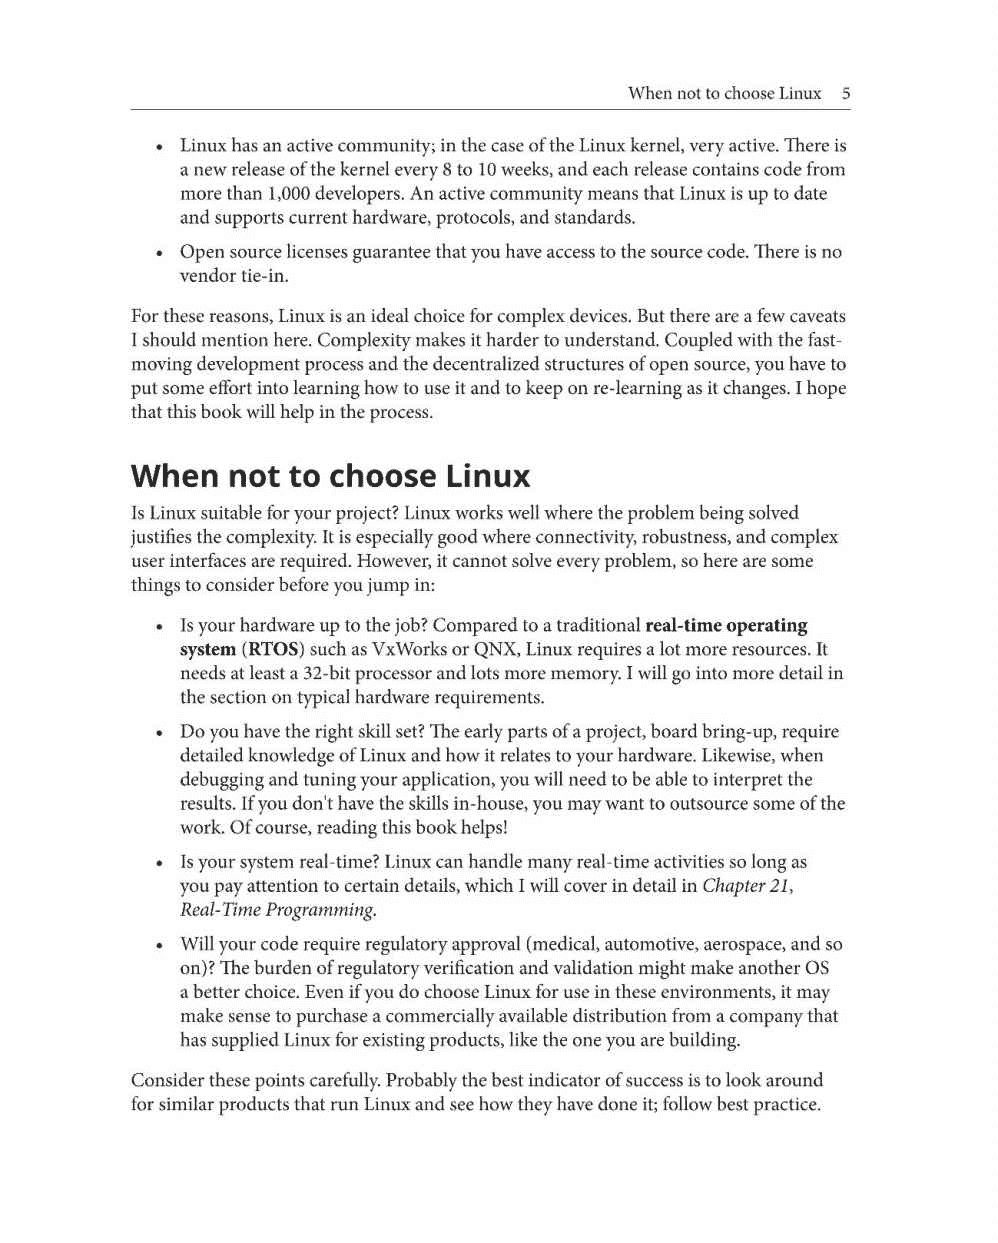 When not to choose Linux 5
• Linux has an active community; in the case of the Linux kernel, very active. There is
a new release of the kernel every 8 to 10 weeks, and each release contains code from
more than 1,000 developers. An active community means that Linux is up to date
and supports current hardware, protocols, and standards.
• Open source licenses guarantee that you have access to the source code. There is no
vendor tie-in.
For these reasons, Linux is an ideal choice for complex devices. But there are a few caveats
I should mention here. Complexity makes it harder to understand. Coupled with the fast-
moving development process and the decentralized structures of open source, you have to
put some effort into learning how to use it and to keep on re-learning as it changes. I hope
that this book will help in the process.
When not to choose Linux
Is Linux suitable for your project? Linux works well where the problem being solved
justifies the complexity. It is especially good where connectivity, robustness, and complex
user interfaces are required. However, it cannot solve every problem, so here are some
things to consider before you jump in:
• Is your hardware up to the job? Compared to a traditional real-time operating
system (RTOS) such as VxWorks or QNX, Linux requires a lot more resources. It
needs at least a 32-bit processor and lots more memory. I will go into more detail in
the section on typical hardware requirements.
• Do you have the right skill set? The early parts of a project, board bring-up, require
detailed knowledge of Linux and how it relates to your hardware. Likewise, when
debugging and tuning your application, you will need to be able to interpret the
results. If you don't have the skills in-house, you may want to outsource some of the
work. Of course, reading this book helps!
• Is your system real-time? Linux can handle many real-time activities so long as
you pay attention to certain details, which I will cover in detail in Chapter 21,
Real-Time Programming.
• Will your code require regulatory approval (medical, automotive, aerospace, and so
on)? The burden of regulatory verification and validation might make another OS
a better choice. Even if you do choose Linux for use in these environments, it may
make sense to purchase a commercially available distribution from a company that
has supplied Linux for existing products, like the one you are building.
Consider these points carefully. Probably the best indicator of success is to look around
for similar products that run Linux and see how they have done it; follow best practice.